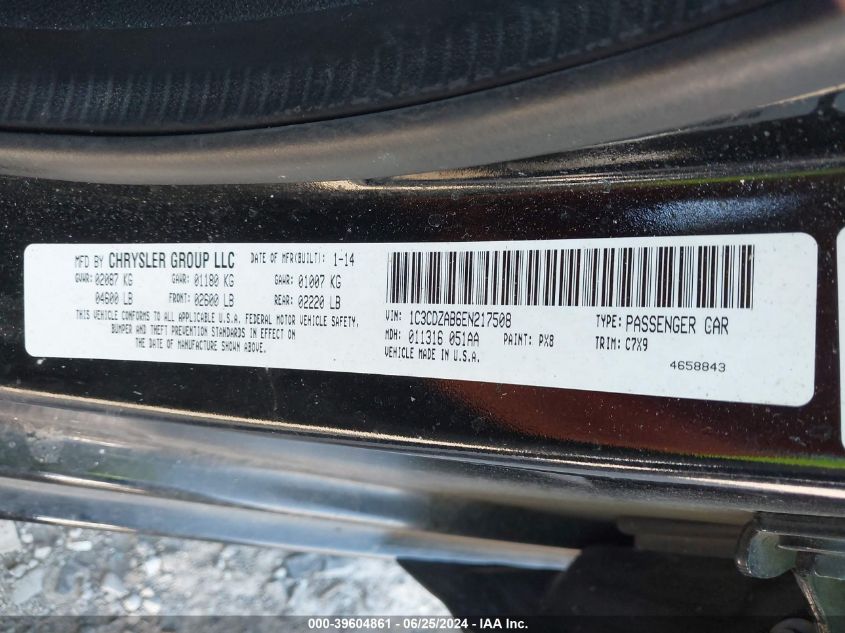 MFD BY CHRYSLER GROUP LLC DATE OF MFR(BUILT): 1-14
GVWR: 02087 KG GAWR: 01180 KG GAWR: 01007 KG
04600 LB FRONT: 02600 LB REAR: 02220 LB
THIS VEHICLE CONFORMS TO ALL APPLICABLE U.S.A. FEDERAL MOTOR VEHICLE SAFETY,
BUMPER AND THEFT PREVENTION STANDARDS IN EFFECT ON
THE DATE OF MANUFACTURE SHOWN ABOVE.
VIN: 1C3CDZAB6EN217508 TYPE: PASSENGER CAR
MDH: 011316 051AA PAINT: PX8 TRIM: C7X9
VEHICLE MADE IN U.S.A. 4658843
000-39604861 - 06/25/2024 - IAA Inc.